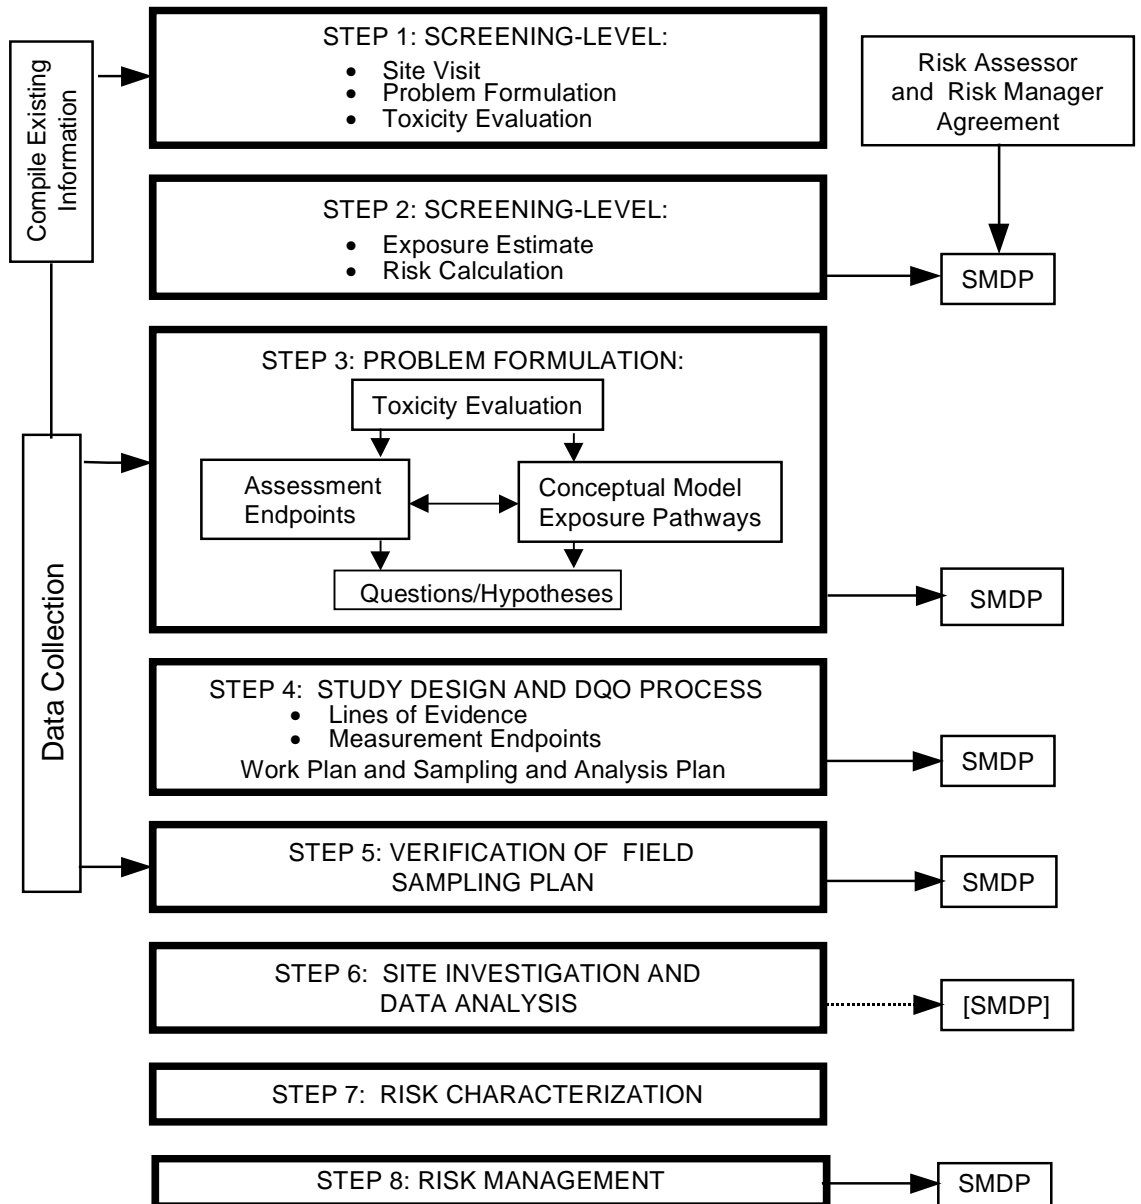 STEP 1: SCREENING-LEVEL:
• Site Visit
• Problem Formulation
• Toxicity Evaluation
Compile Existing
Information
Risk Assessor
and Risk Manager
Agreement
STEP 2: SCREENING-LEVEL:
• Exposure Estimate
• Risk Calculation
SMDP
STEP 3: PROBLEM FORMULATION:
Toxicity Evaluation
Assessment
Endpoints
Conceptual Model
Exposure Pathways
Questions/Hypotheses
SMDP
Data Collection
STEP 4: STUDY DESIGN AND DQO PROCESS
• Lines of Evidence
• Measurement Endpoints
Work Plan and Sampling and Analysis Plan
SMDP
STEP 5: VERIFICATION OF FIELD
SAMPLING PLAN
SMDP
STEP 6: SITE INVESTIGATION AND
DATA ANALYSIS
[SMDP]
STEP 7: RISK CHARACTERIZATION
STEP 8: RISK MANAGEMENT
SMDP